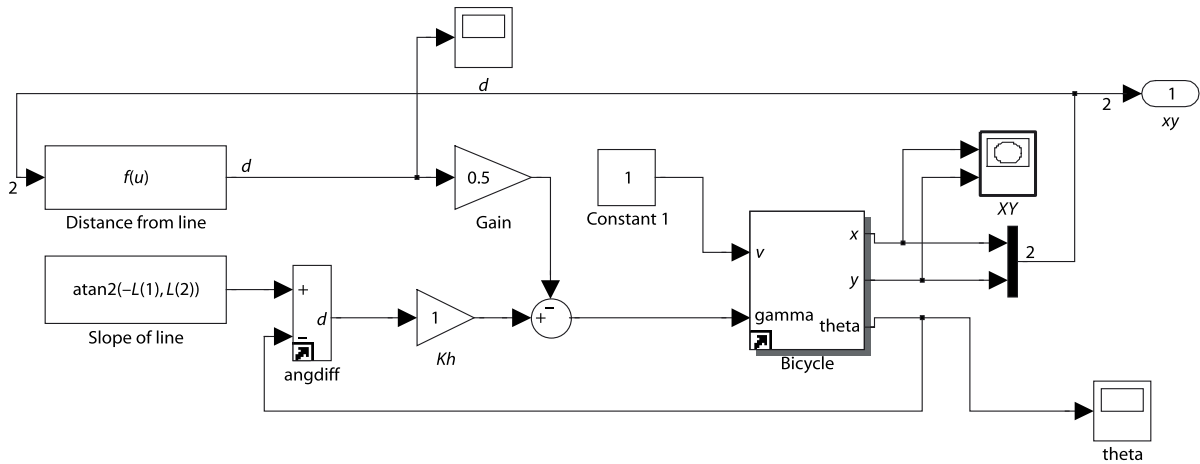 d
1
2
xy
2
f(u)
d
Distance from line
0.5
Gain
1
Constant 1
XY
x
v
y
2
atan2(–L(1), L(2))
Slope of line
+
–
d
angdiff
1
Kh
–
+
gamma
theta
Bicycle
theta